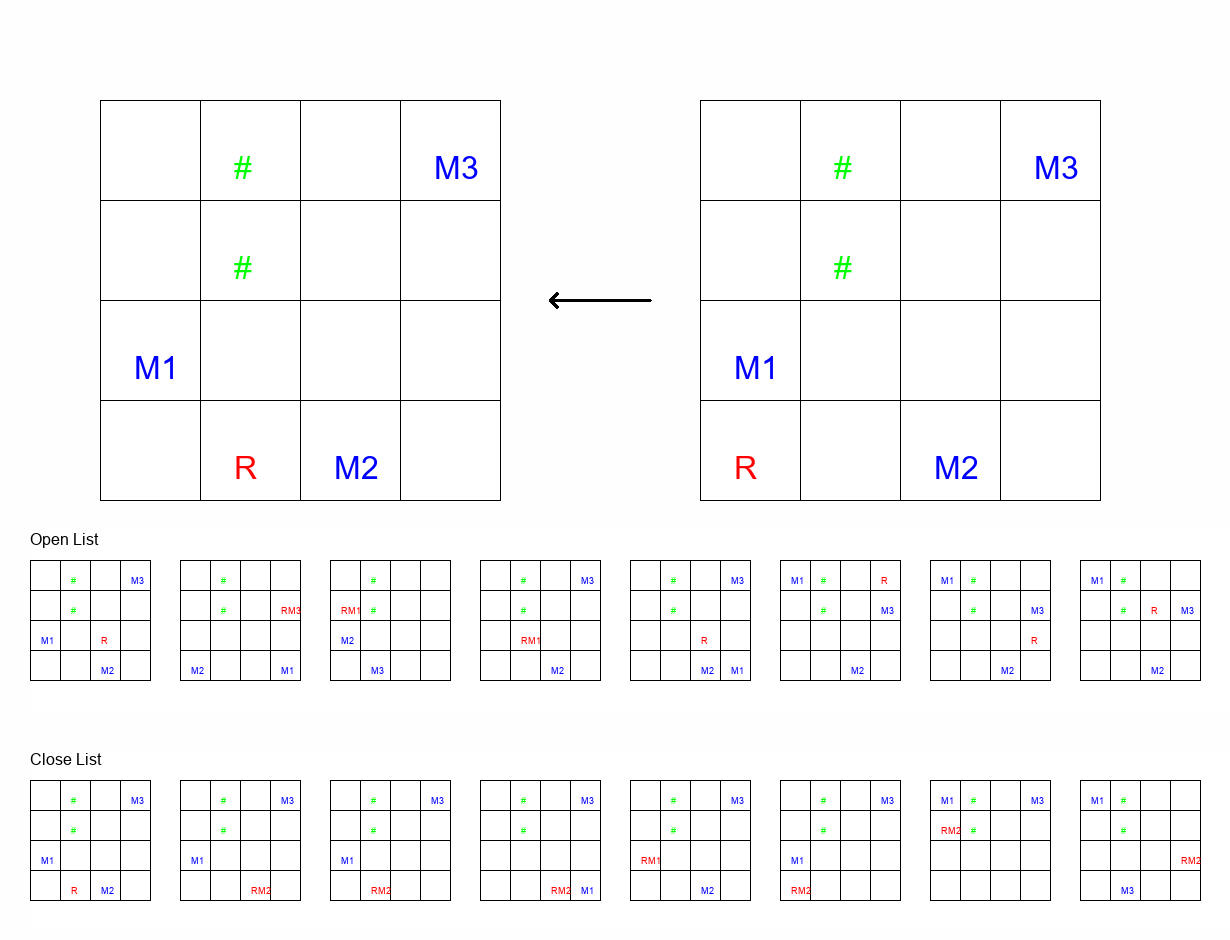 # M3 # M3
# #
M1 M1
R M2 R M2
Open List
# M3 # # # M3 # M3 M1 # R M1 # M1 #
# # RM3 RM1 # # # # M3 # M3 # R M3
M1 R M2 RM1 R R
M2 M2 M1 M3 M2 M2 M1 M2 M2 M2
Close List
# M3 # M3 # M3 # M3 # M3 # M3 M1 # M3 M1 #
# # # # # # RM2 # #
M1 M1 M1 RM1 M1 RM2
R M2 RM2 RM2 RM2 M1 M2 RM2 M3